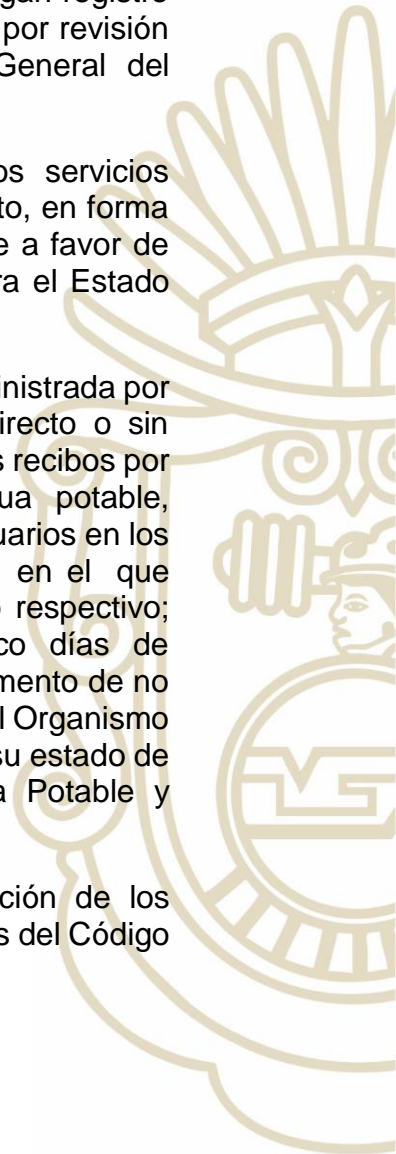 registro
por revisión
General del
os servicios
to, en forma
e a favor de
ra el Estado
ministrada por
irecto o sin
s recibos por
ua potable,
uarios en los
en el que
respectivo;
co días de
mento de no
l Organismo
su estado de
a Potable y
ción de los
s del Código